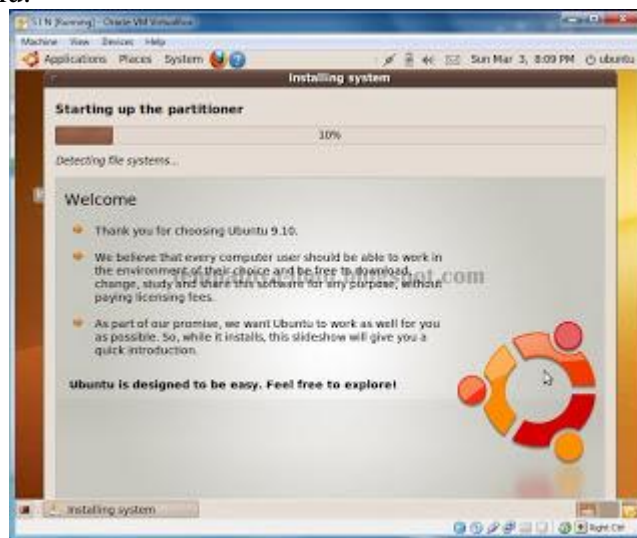 S I N [Running] - Oracle VM VirtualBox
Machine View Devices Help
Applications Places System Sun Mar 3, 8:09 PM ubuntu
Installing system
Starting up the partitioner
10%
Detecting file systems...
Welcome
Thank you for choosing Ubuntu 9.10.
We believe that every computer user should be able to work in
the environment of their choice and be free to download,
change, study and share this software for any purpose, without
paying licensing fees.
As part of our promise, we want Ubuntu to work as well for you
as possible. So, while it installs, this slideshow will give you a
quick introduction.
Ubuntu is designed to be easy. Feel free to explore!
Installing system
Right Ctrl